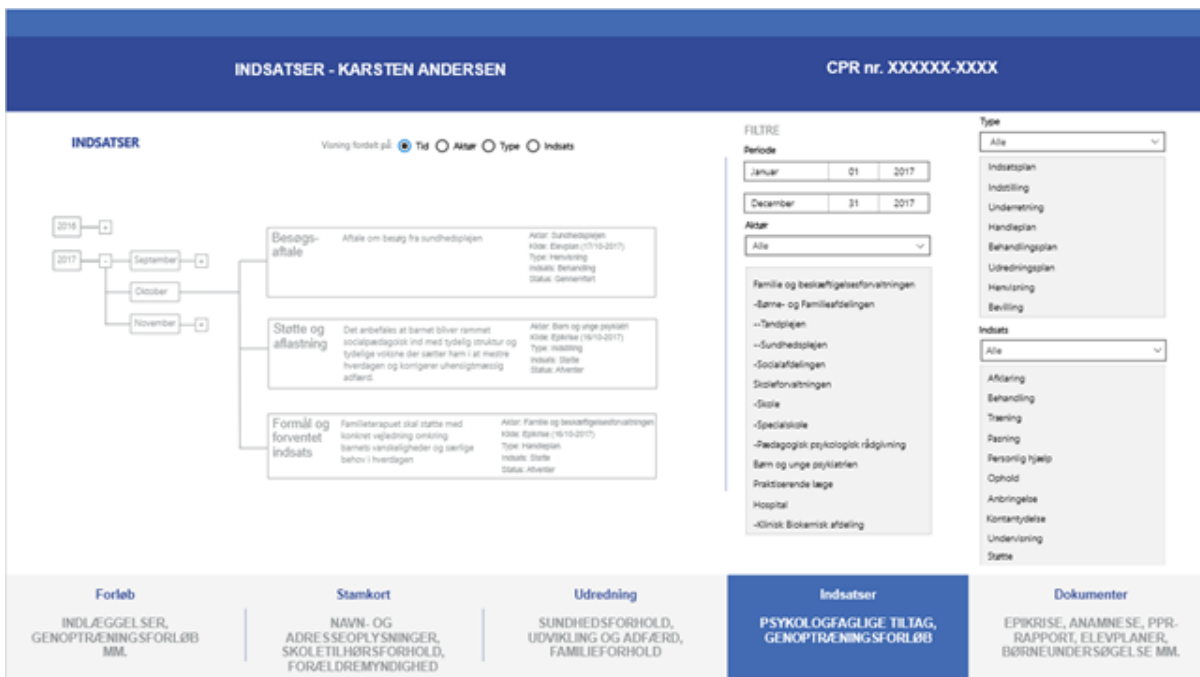 INDSATSER - KARSTEN ANDERSEN
CPR nr. XXXXXX-XXXX
INDSATSER
Visning fordelt på: Tid Aktør Type Indsats
2016 +
2017 - September +
Oktober
November +
Besøgs-
aftale
Aftale om besøg fra sundhedsplejen
Aktør: Sundhedsplejen
Kilde: Elevplan (17/10-2017)
Type: Henvisning
Indsats: Behandling
Status: Gennemført
Støtte og
aflastning
Det anbefales at barnet bliver rammet
socialpædagoisk ind med tydelig struktur og
tydelige voksne der sætter ham i at mestre
hverdagen og korrigerer uhensigtmæssig
adfærd.
Aktør: Børn og unge psykiatri
Kilde: Epikrise (16/10-2017)
Type: Indstilling
Indsats: Støtte
Status: Afventer
Formål og
forventet
indsats
Familieterapuet skal støtte med
konkret vejledning omkring
barnets vanskeligheder og særlige
behov i hverdagen
Aktør: Familie og beskæftigelsesforvaltningen
Kilde: Epikrise (16/10-2017)
Type: Handleplan
Indsats: Støtte
Status: Afventer
FILTRE
Periode
Januar 01 2017
December 31 2017
Aktør
Alle
Familie og beskæftigelsesforvaltningen
-Børne- og Familieafdelingen
--Tandplejen
--Sundhedsplejen
-Socialafdelingen
Skoleforvaltningen
-Skole
-Specialskole
-Pædagogisk psykologisk rådgivning
Børn og unge psykiatrien
Praktiserende læge
Hospital
-Klinisk Biokemisk afdeling
Type
Alle
Indsatsplan
Indstilling
Underretning
Handleplan
Behandlingsplan
Udredningsplan
Henvisning
Bevilling
Indsats
Alle
Afklaring
Behandling
Træning
Pasning
Personlig hjælp
Ophold
Anbringelse
Kontantydelse
Undervisning
Støtte
Forløb
INDLÆGGELSER,
GENOPTRÆNINGSFORLØB
MM.
Stamkort
NAVN- OG
ADRESSEOPLYSNINGER,
SKOLETILHØRSFORHOLD,
FORÆLDREMYNDIGHED
Udredning
SUNDHEDSFORHOLD,
UDVIKLING OG ADFÆRD,
FAMILIEFORHOLD
Indsatser
PSYKOLOGFAGLIGE TILTAG,
GENOPTRÆNINGSFORLØB
Dokumenter
EPIKRISE, ANAMNESE, PPR-
RAPPORT, ELEVPLANER,
BØRNEUNDERSØGELSE MM.